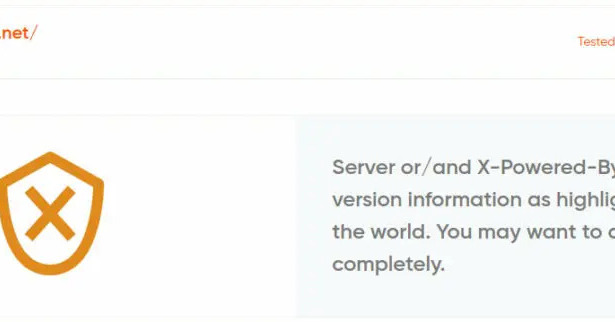 .net/
Tested
Server or/and X-Powered-By
version information as highlig
the world. You may want to
completely.